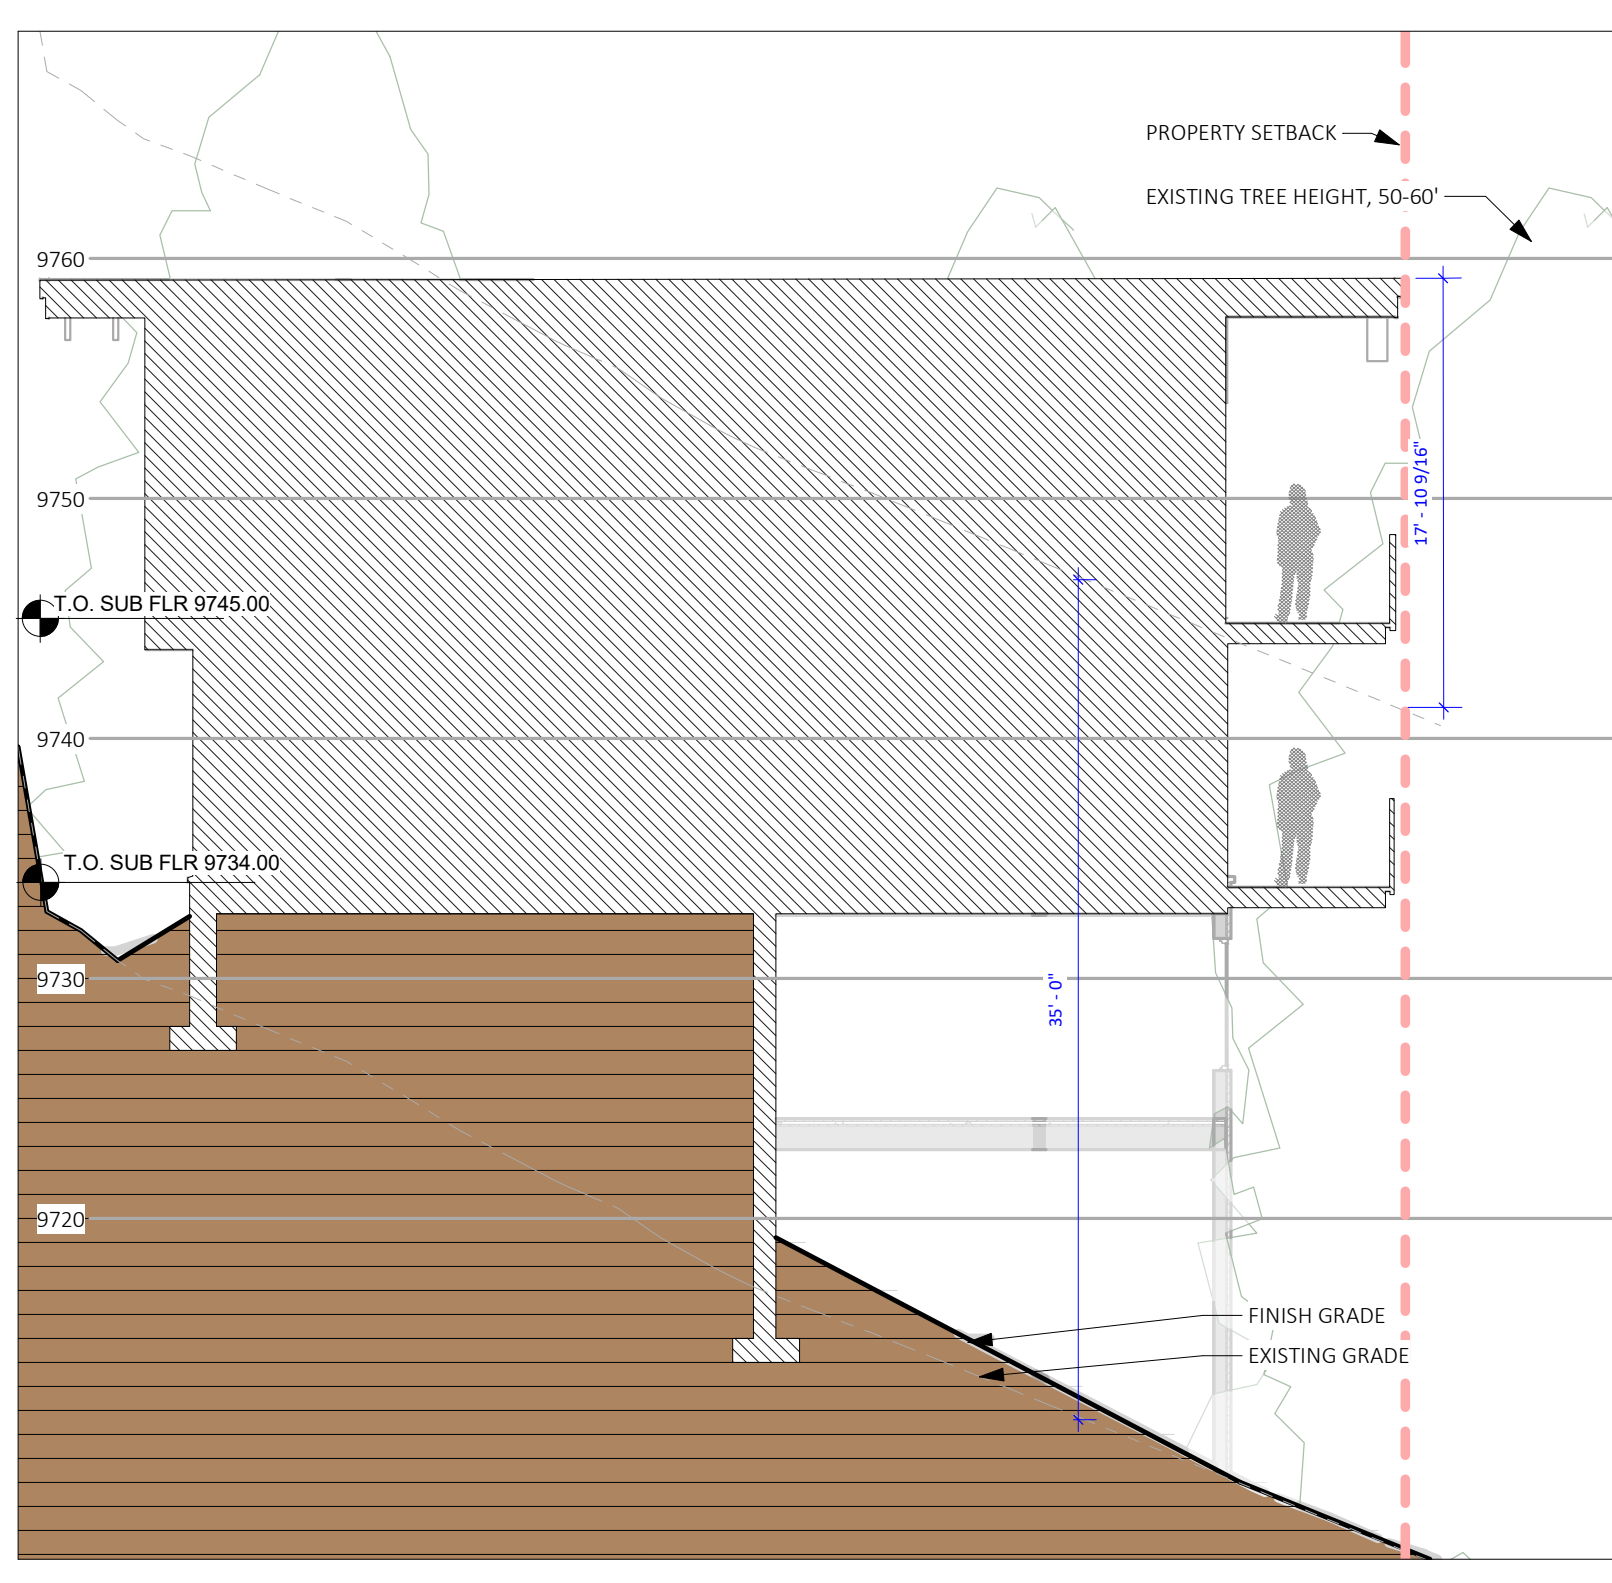 PROPERTY SETBACK
EXISTING TREE HEIGHT, 50-60'
9760
17' - 10 9/16"
9750
T.O. SUB FLR 9745.00
9740
T.O. SUB FLR 9734.00
9730
35' - 0"
9720
FINISH GRADE
EXISTING GRADE